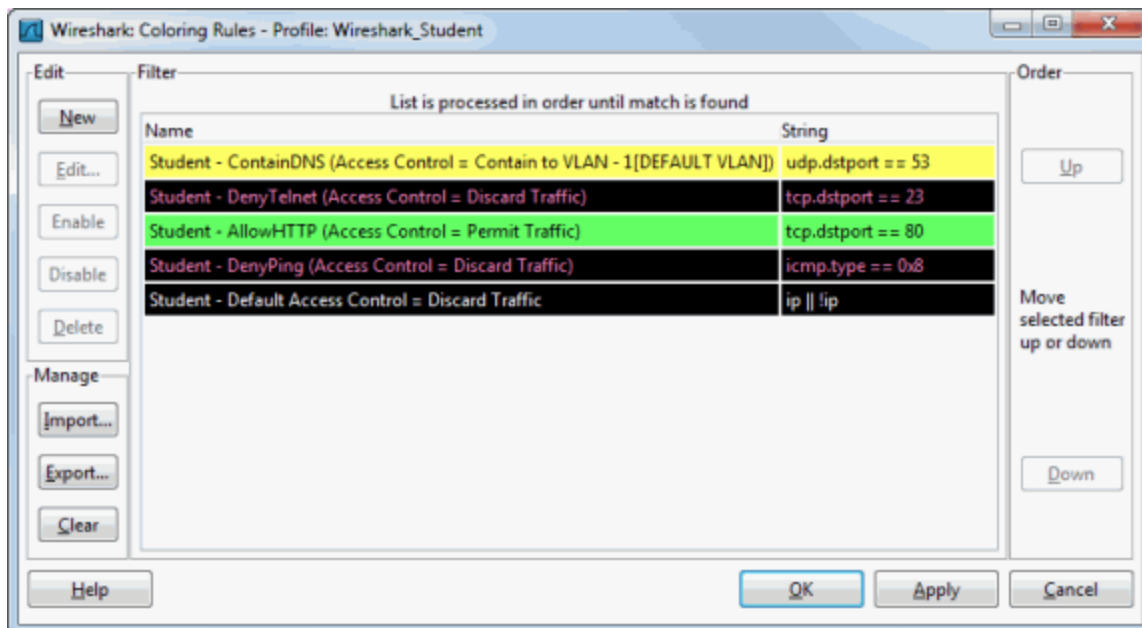 Wireshark: Coloring Rules - Profile: Wireshark_Student
Edit
New
Edit...
Enable
Disable
Delete
Manage
Import...
Export...
Clear
Filter
List is processed in order until match is found
Name String
Student - ContainDNS (Access Control = Contain to VLAN - 1[DEFAULT VLAN]) udp.dstport == 53
Student - DenyTelnet (Access Control = Discard Traffic) tcp.dstport == 23
Student - AllowHTTP (Access Control = Permit Traffic) tcp.dstport == 80
Student - DenyPing (Access Control = Discard Traffic) icmp.type == 0x8
Student - Default Access Control = Discard Traffic ip || !ip
Order
Up
Move
selected filter
up or down
Down
Help
OK
Apply
Cancel